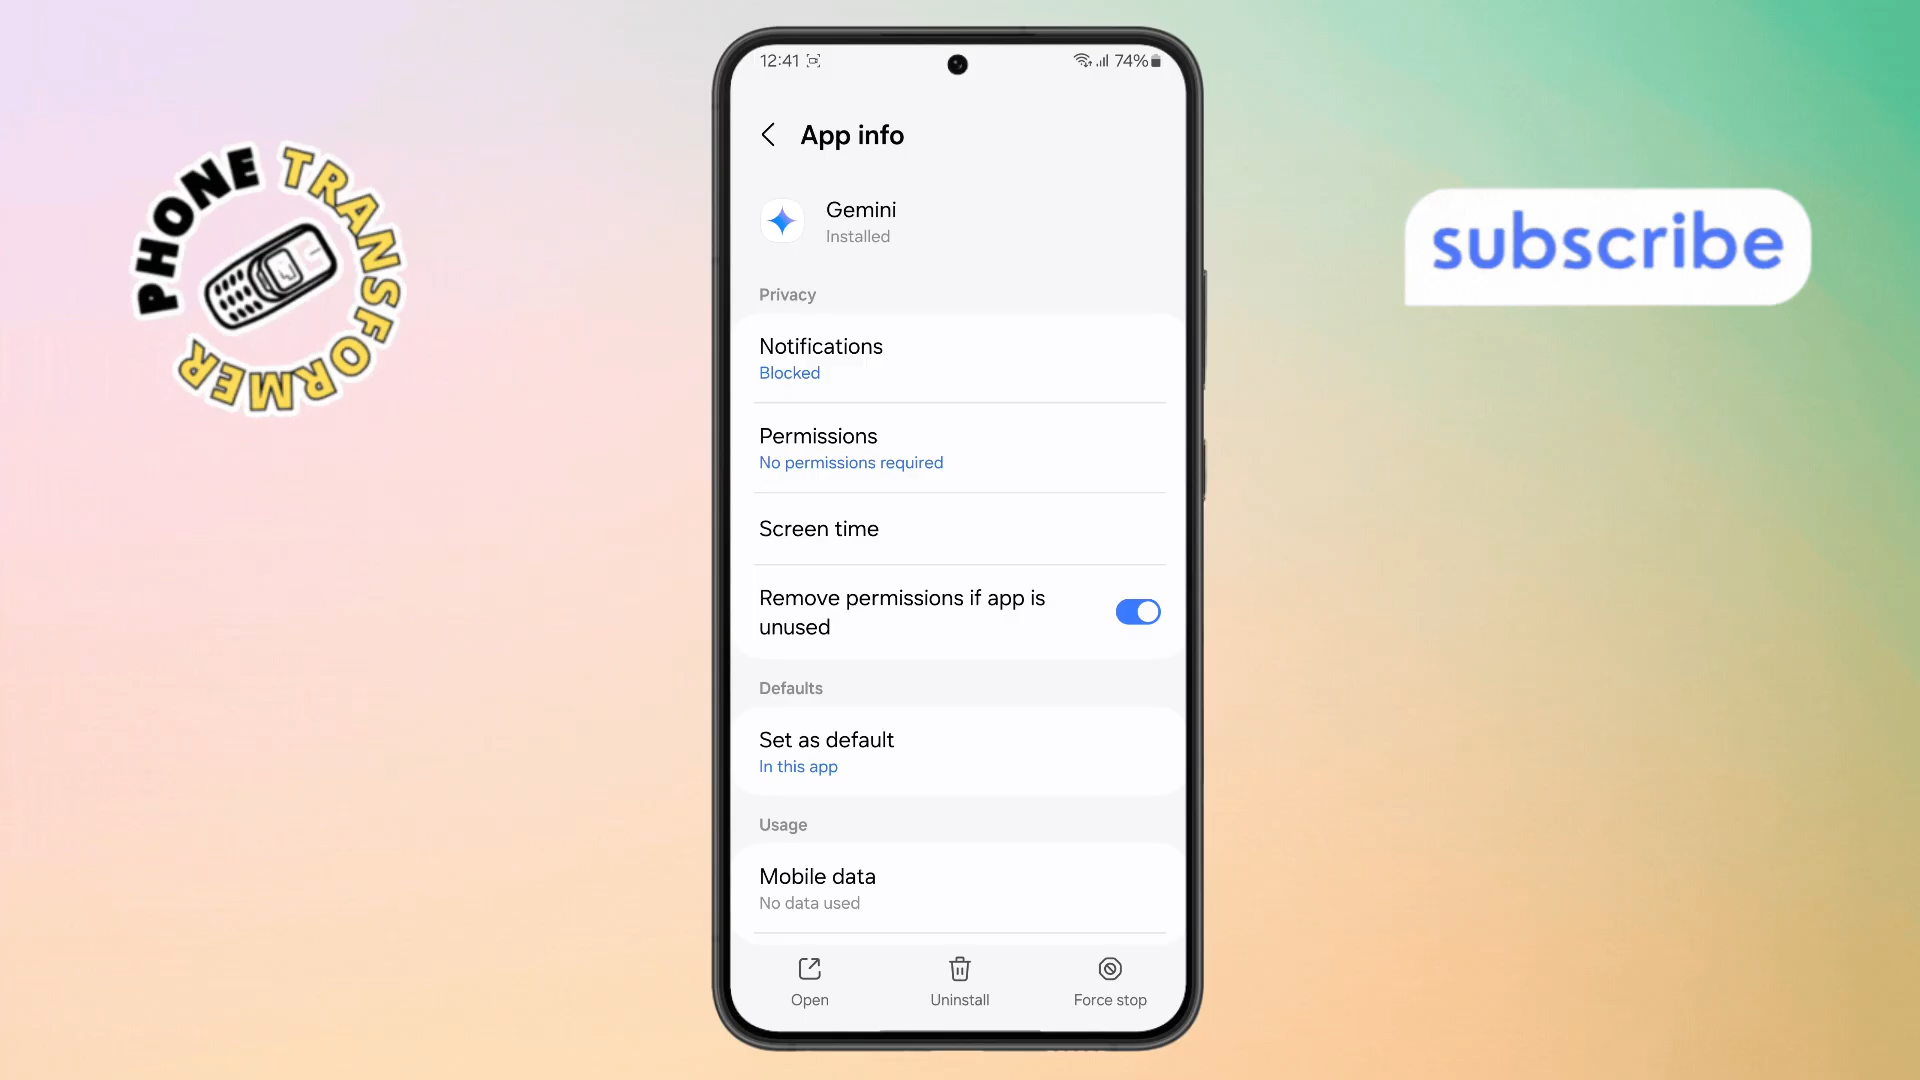 PHONE TRANSFORMER
12:41
74%
App info
Gemini
Installed
Privacy
Notifications
Blocked
Permissions
No permissions required
Screen time
Remove permissions if app is
unused
Defaults
Set as default
In this app
Usage
Mobile data
No data used
Open
Uninstall
Force stop
subscribe